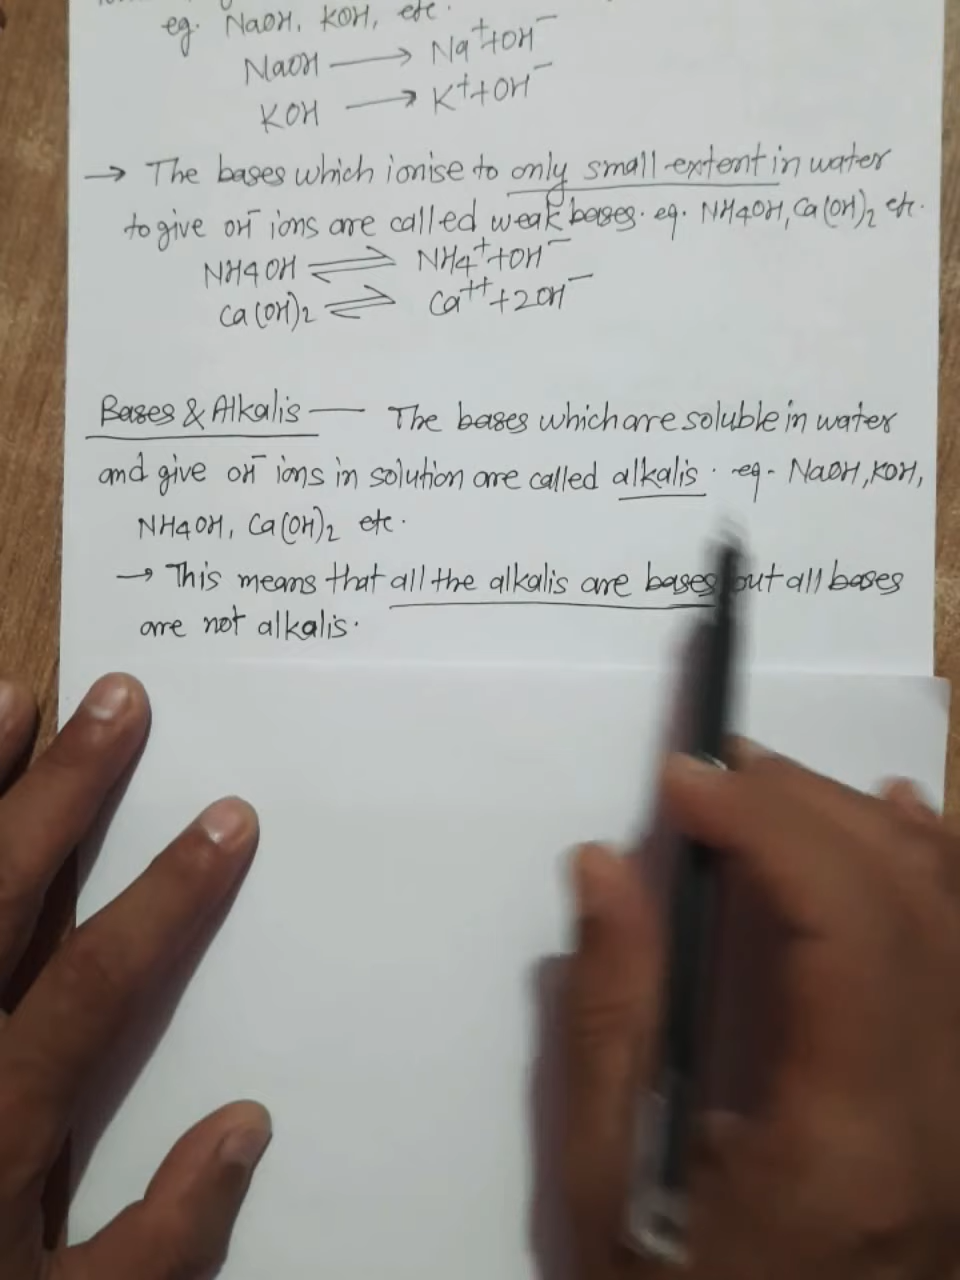 eg. NaOH, KOH, etc.
NaOH ⟶ Na⁺+OH⁻
KOH ⟶ K⁺+OH⁻
→ The bases which ionise to only small extent in water
to give OH⁻ ions are called weak bases. eg. NH4OH, Ca(OH)₂ etc.
NH4OH ⇌ NH4⁺+OH⁻
Ca(OH)₂ ⇌ Ca⁺⁺+2OH⁻
Bases & Alkalis — The bases which are soluble in water
and give OH⁻ ions in solution are called alkalis. eg- NaOH, KOH,
NH4OH, Ca(OH)₂ etc.
→ This means that all the alkalis are bases but all bases
are not alkalis.